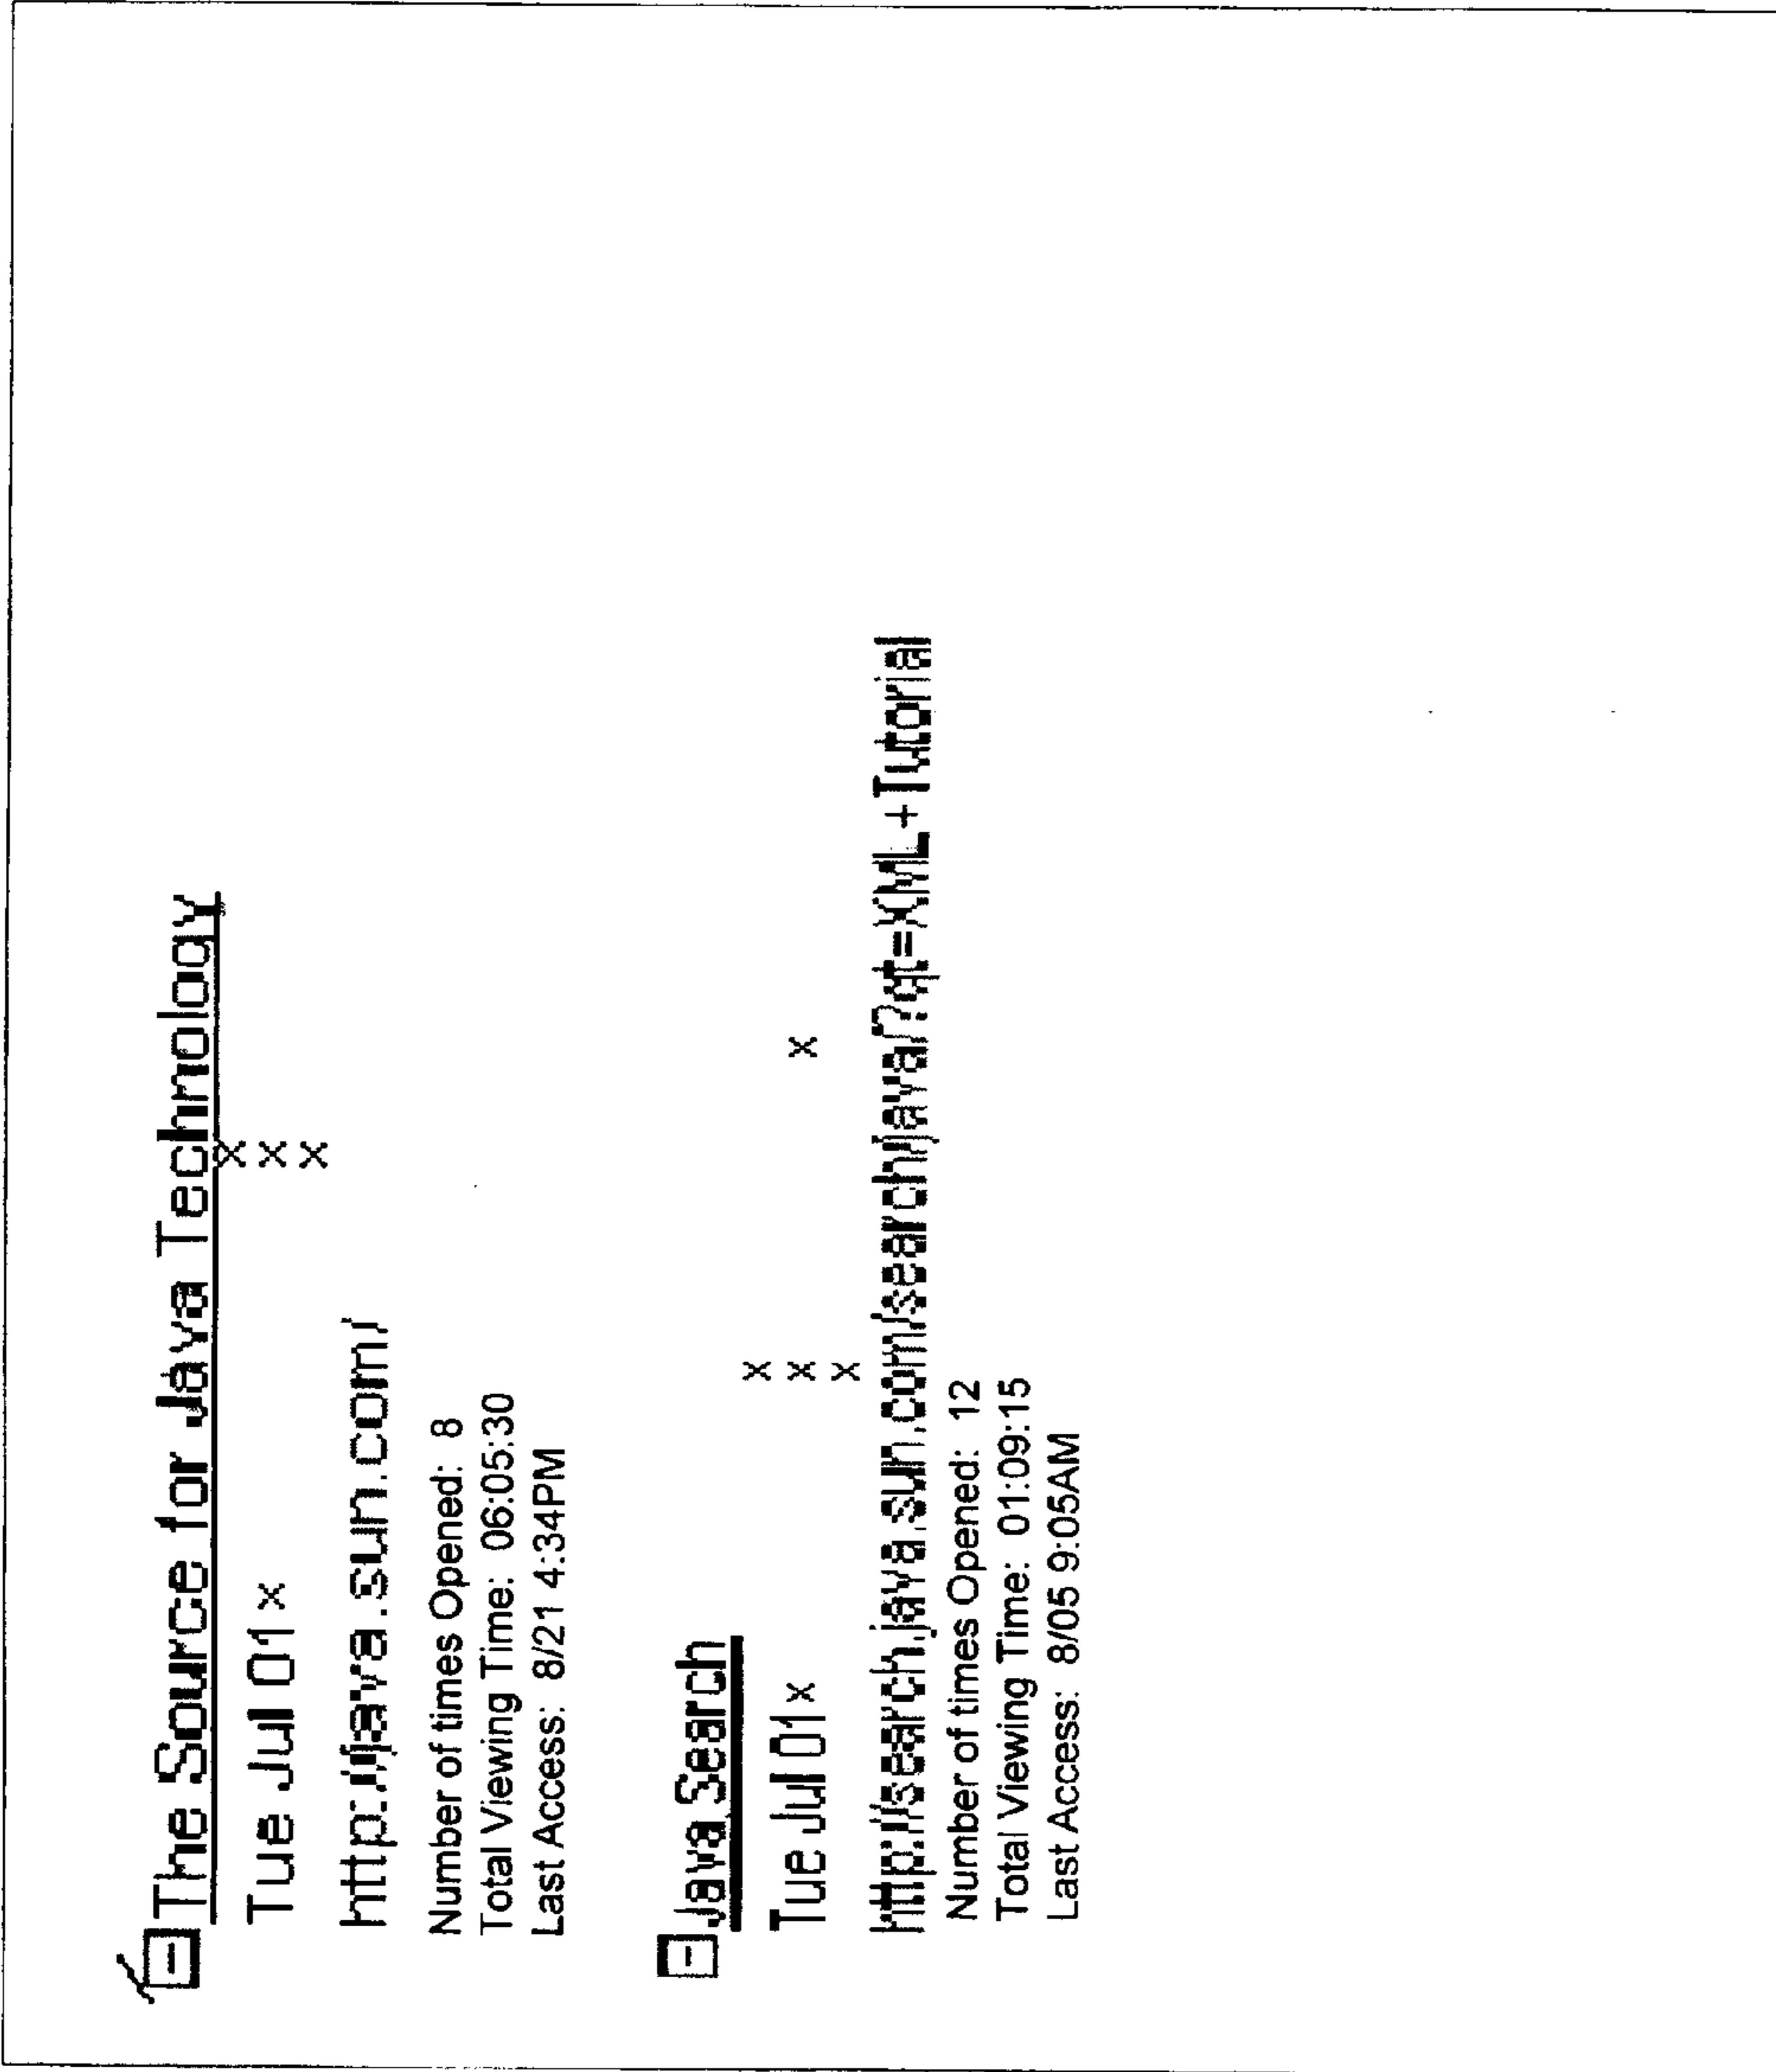 The Source for Java Technology
x
Tue Jul 01 x x
x
http://java.sun.com/
Number of times Opened: 8
Total Viewing Time: 06:05:30
Last Access: 8/21 4:34PM
Java Search
x
Tue Jul 01 x x x
x
http://search.java.sun.com/search/java/?qt=XML+Tutorial
Number of times Opened: 12
Total Viewing Time: 01:09:15
Last Access: 8/05 9:05AM